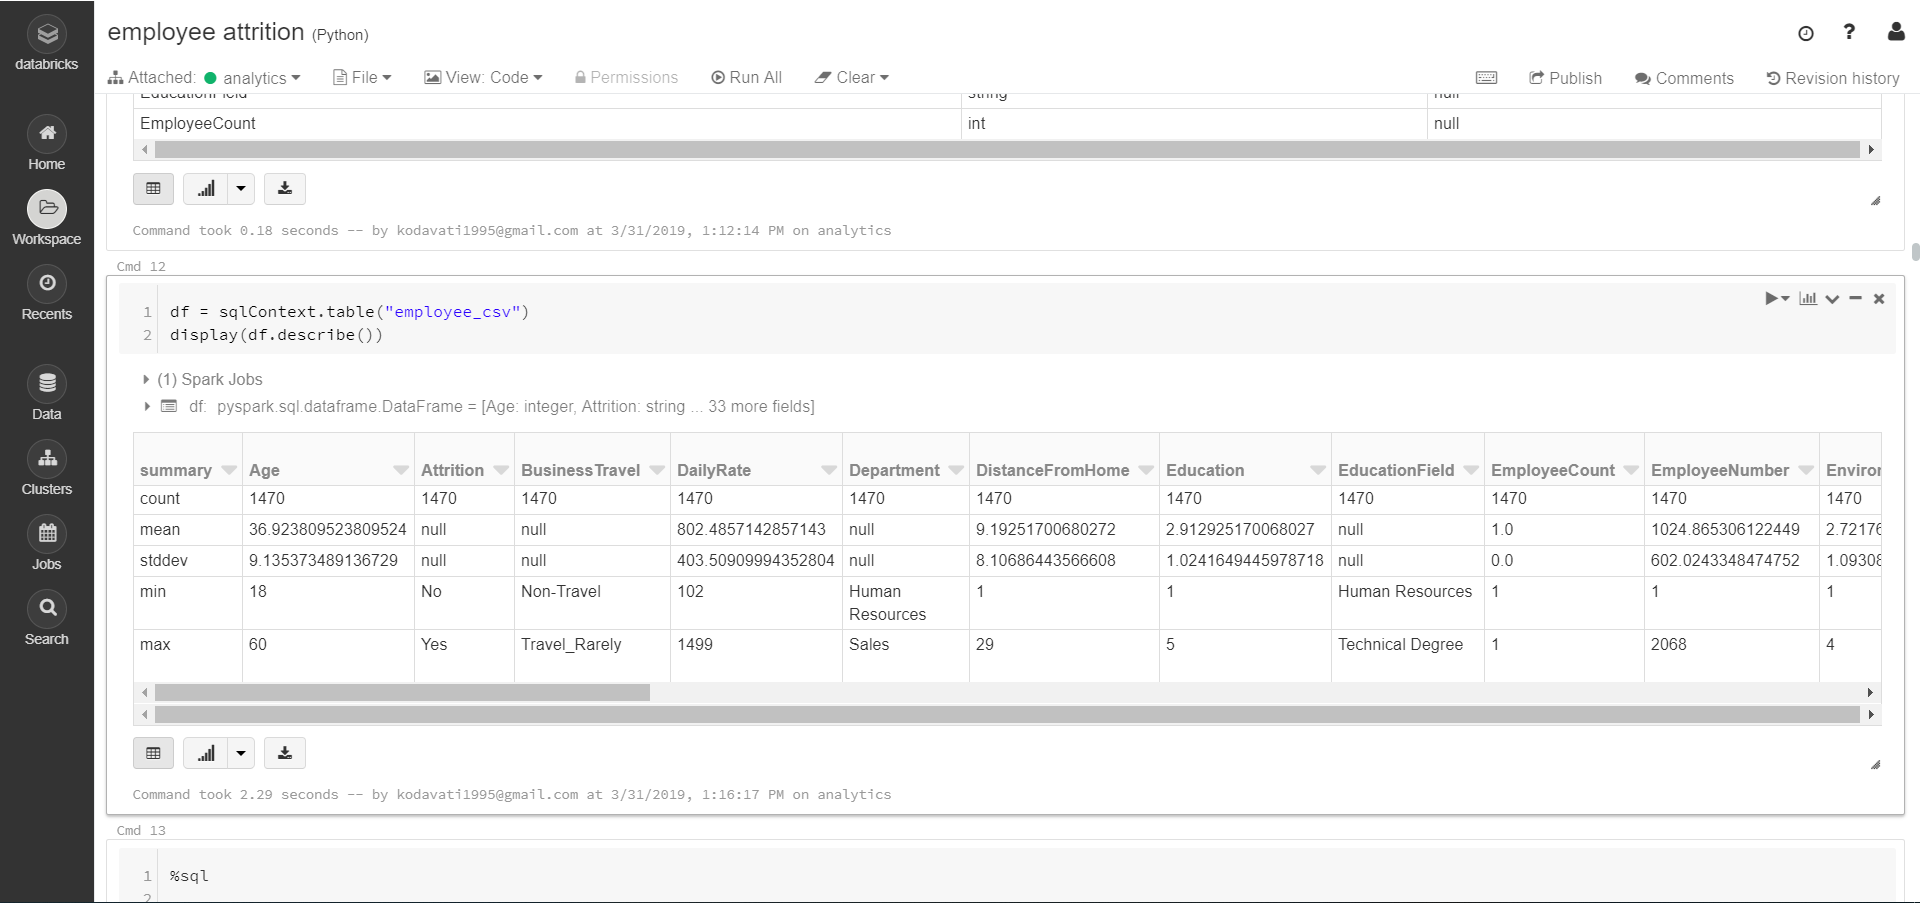 databricks
Home
Workspace
Recents
Data
Clusters
Jobs
Search
employee attrition (Python)
Attached: analytics File View: Code Permissions Run All Clear Publish Comments Revision history
EducationField string null
EmployeeCount int null
Command took 0.18 seconds -- by kodavati1995@gmail.com at 3/31/2019, 1:12:14 PM on analytics
Cmd 12
1 df = sqlContext.table("employee_csv")
2 display(df.describe())
(1) Spark Jobs
df: pyspark.sql.dataframe.DataFrame = [Age: integer, Attrition: string ... 33 more fields]
summary Age Attrition BusinessTravel DailyRate Department DistanceFromHome Education EducationField EmployeeCount EmployeeNumber Enviror
count 1470 1470 1470 1470 1470 1470 1470 1470 1470 1470 1470
mean 36.923809523809524 null null 802.4857142857143 null 9.19251700680272 2.912925170068027 null 1.0 1024.865306122449 2.72176
stddev 9.135373489136729 null null 403.50909994352804 null 8.10686443566608 1.0241649445978718 null 0.0 602.0243348474752 1.09308
min 18 No Non-Travel 102 Human Resources 1 1 Human Resources 1 1 1
max 60 Yes Travel_Rarely 1499 Sales 29 5 Technical Degree 1 2068 4
Command took 2.29 seconds -- by kodavati1995@gmail.com at 3/31/2019, 1:16:17 PM on analytics
Cmd 13
1 %sql
2